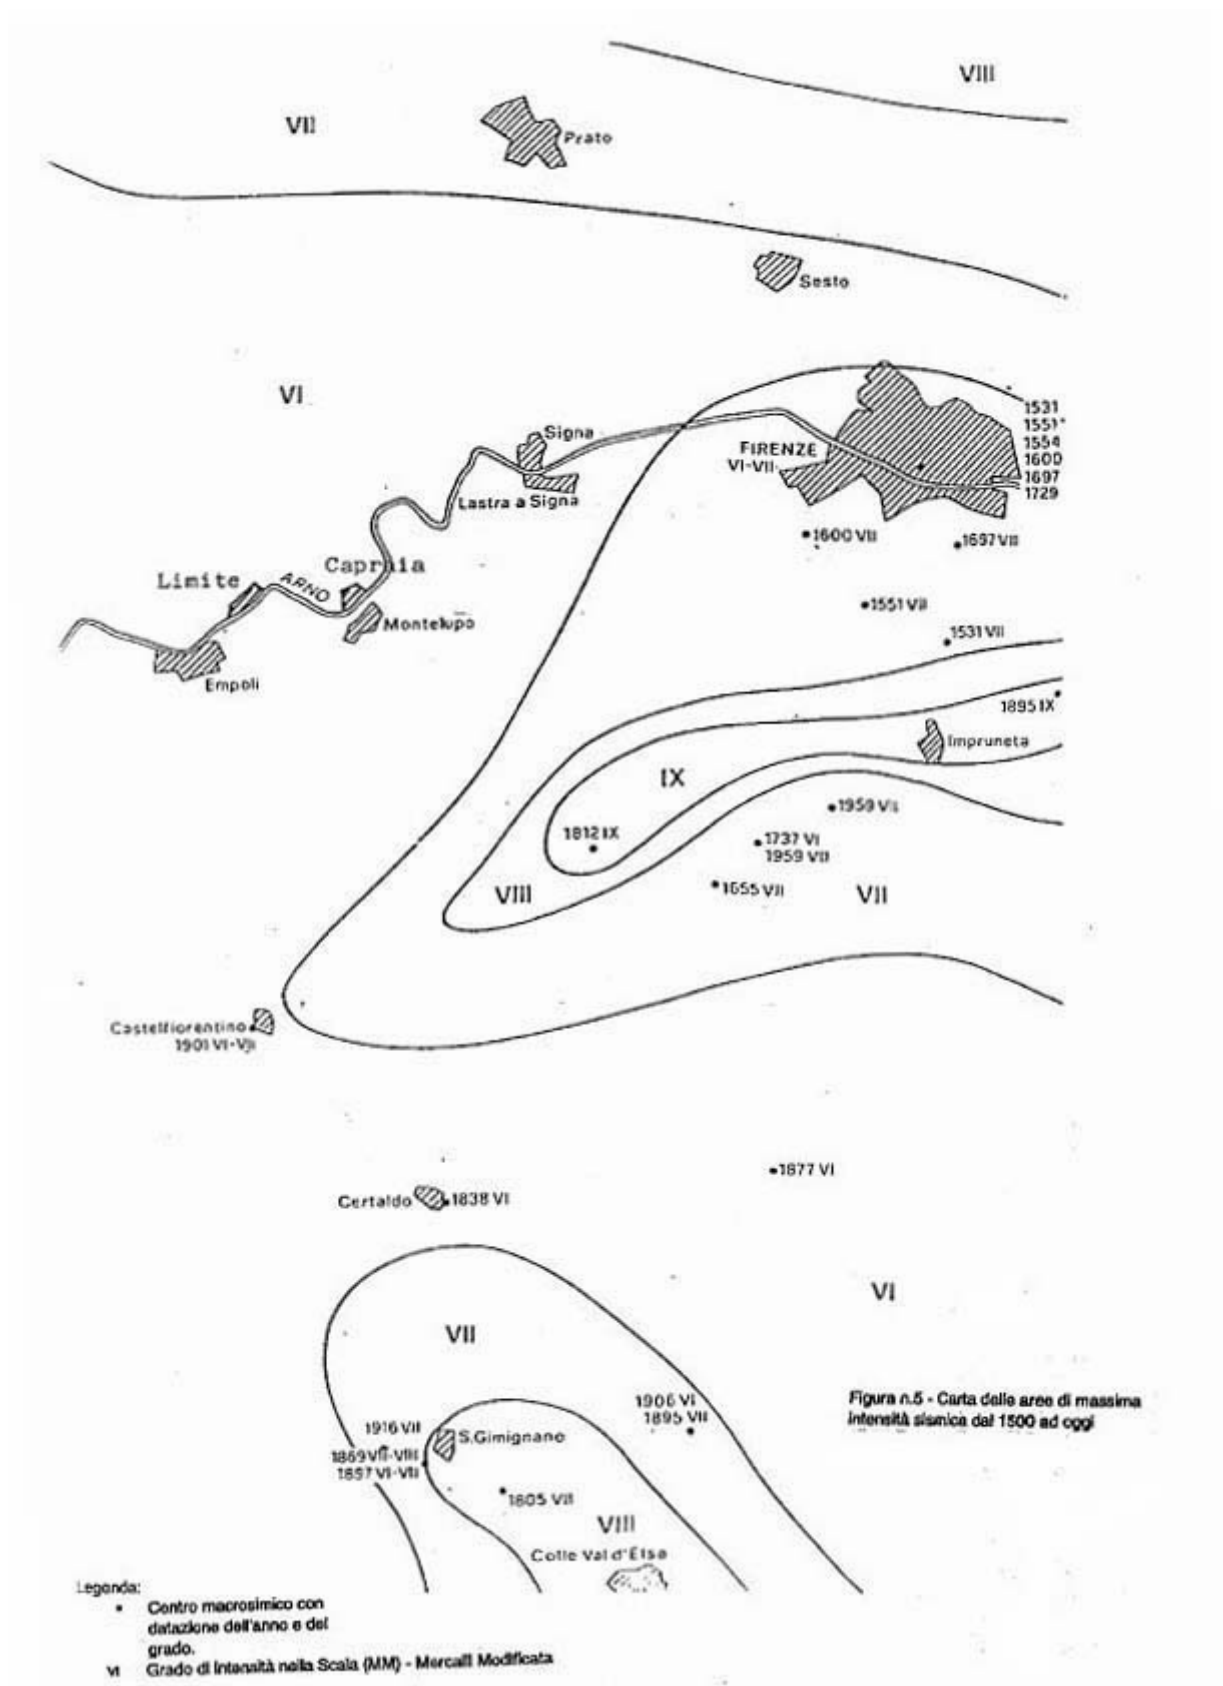 VIII
VII
Prato
Sesto
VI
1531
1551
1554
1600
1697
1729
Signa
FIRENZE
VI-VII
Lastra a Signa
1600 VII
1697 VII
Capraia
Limite
ARNO
1551 VII
Montelupo
1531 VII
Empoli
1895 IX
Impruneta
IX
1959 VII
1812 IX
1737 VI
1959 VII
1655 VII
VIII
VII
Castelfiorentino
1901 VI-VII
1877 VI
Certaldo
1838 VI
VI
VII
Figura n.5 - Carta delle aree di massima
intensità sismica dal 1500 ad oggi
1906 VI
1895 VII
1916 VII
S.Gimignano
1869 VII-VIII
1897 VI-VII
1805 VII
VIII
Colle Val d'Elsa
Legenda:
Centro macrosimico con
datazione dell'anno e del
grado.
VI Grado di Intensità nella Scala (MM) - Mercalli Modificata